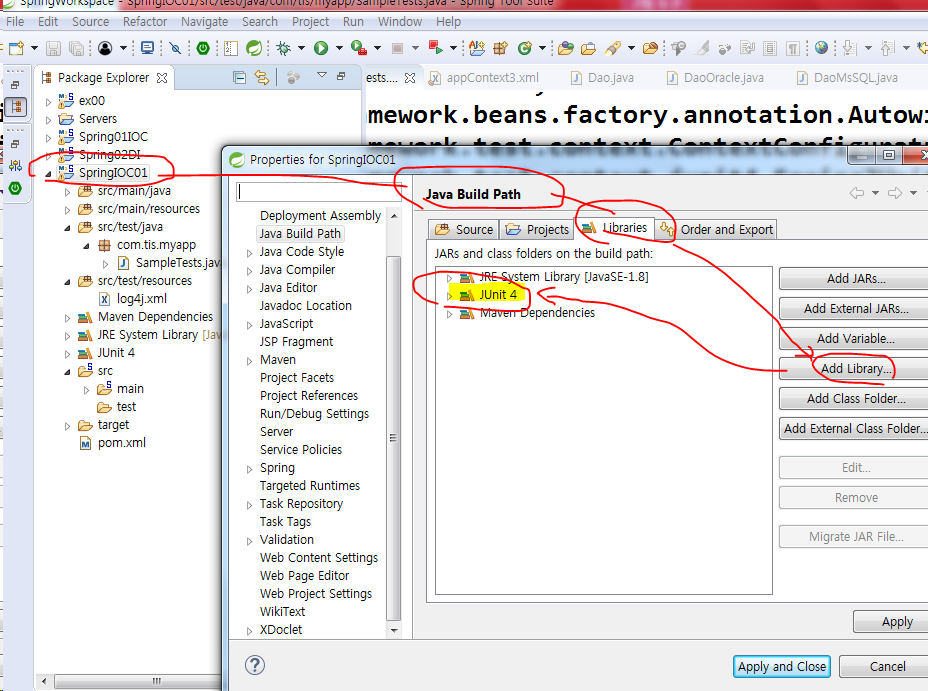 SpringWorkspace - SpringIOC01/src/test/java/com/tis/myapp/SampleTests.java - Spring Tool Suite
File Edit Source Refactor Navigate Search Project Run Window Help
Package Explorer
ests.... appContext3.xml Dao.java DaoOracle.java DaoMsSQL.java
ex00
Servers
Spring01IOC
Spring02DI
SpringIOC01
src/main/java
src/main/resources
src/test/java
com.tis.myapp
SampleTests.java
src/test/resources
log4j.xml
Maven Dependencies
JRE System Library [Jav
JUnit 4
src
main
test
target
pom.xml
mework.beans.factory.annotation.Autowi
mework.test.context.ContextConfigurat
Properties for SpringIOC01
Deployment Assembly
Java Build Path
Java Code Style
Java Compiler
Java Editor
Javadoc Location
JavaScript
JSP Fragment
Maven
Project Facets
Project References
Run/Debug Settings
Server
Service Policies
Spring
Targeted Runtimes
Task Repository
Task Tags
Validation
Web Content Settings
Web Page Editor
Web Project Settings
WikiText
XDoclet
Java Build Path
Source Projects Libraries Order and Export
JARs and class folders on the build path:
JRE System Library [JavaSE-1.8]
JUnit 4
Maven Dependencies
Add JARs...
Add External JARs...
Add Variable...
Add Library...
Add Class Folder...
Add External Class Folder...
Edit...
Remove
Migrate JAR File...
Apply
Apply and Close Cancel